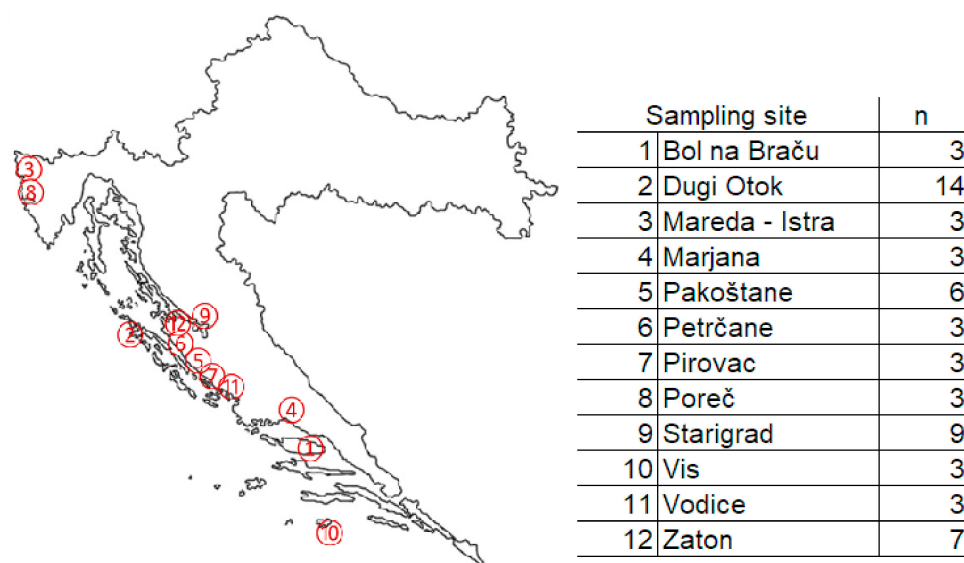 3
8
9
12
2
6
5
7
11
4
1
10
Sampling site n
1 Bol na Braču 3
2 Dugi Otok 14
3 Mareda - Istra 3
4 Marjana 3
5 Pakoštane 6
6 Petrčane 3
7 Pirovac 3
8 Poreč 3
9 Starigrad 9
10 Vis 3
11 Vodice 3
12 Zaton 7